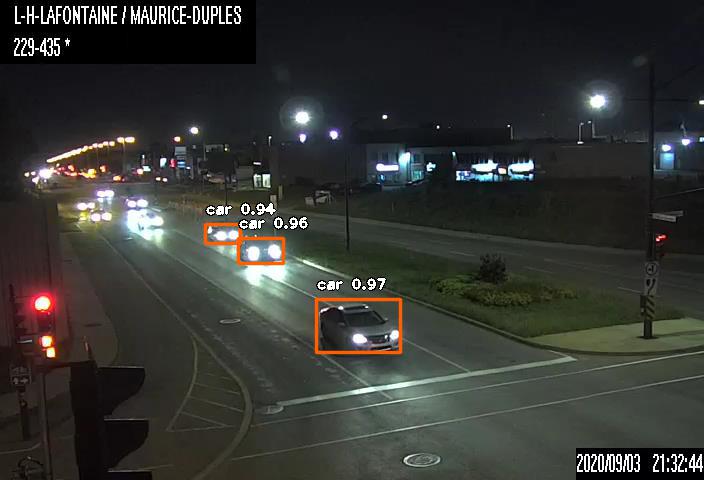 L-H-LAFONTAINE / MAURICE-DUPLES
229-435 *
car 0.94
car 0.96
car 0.97
2020/09/03 21:32:44